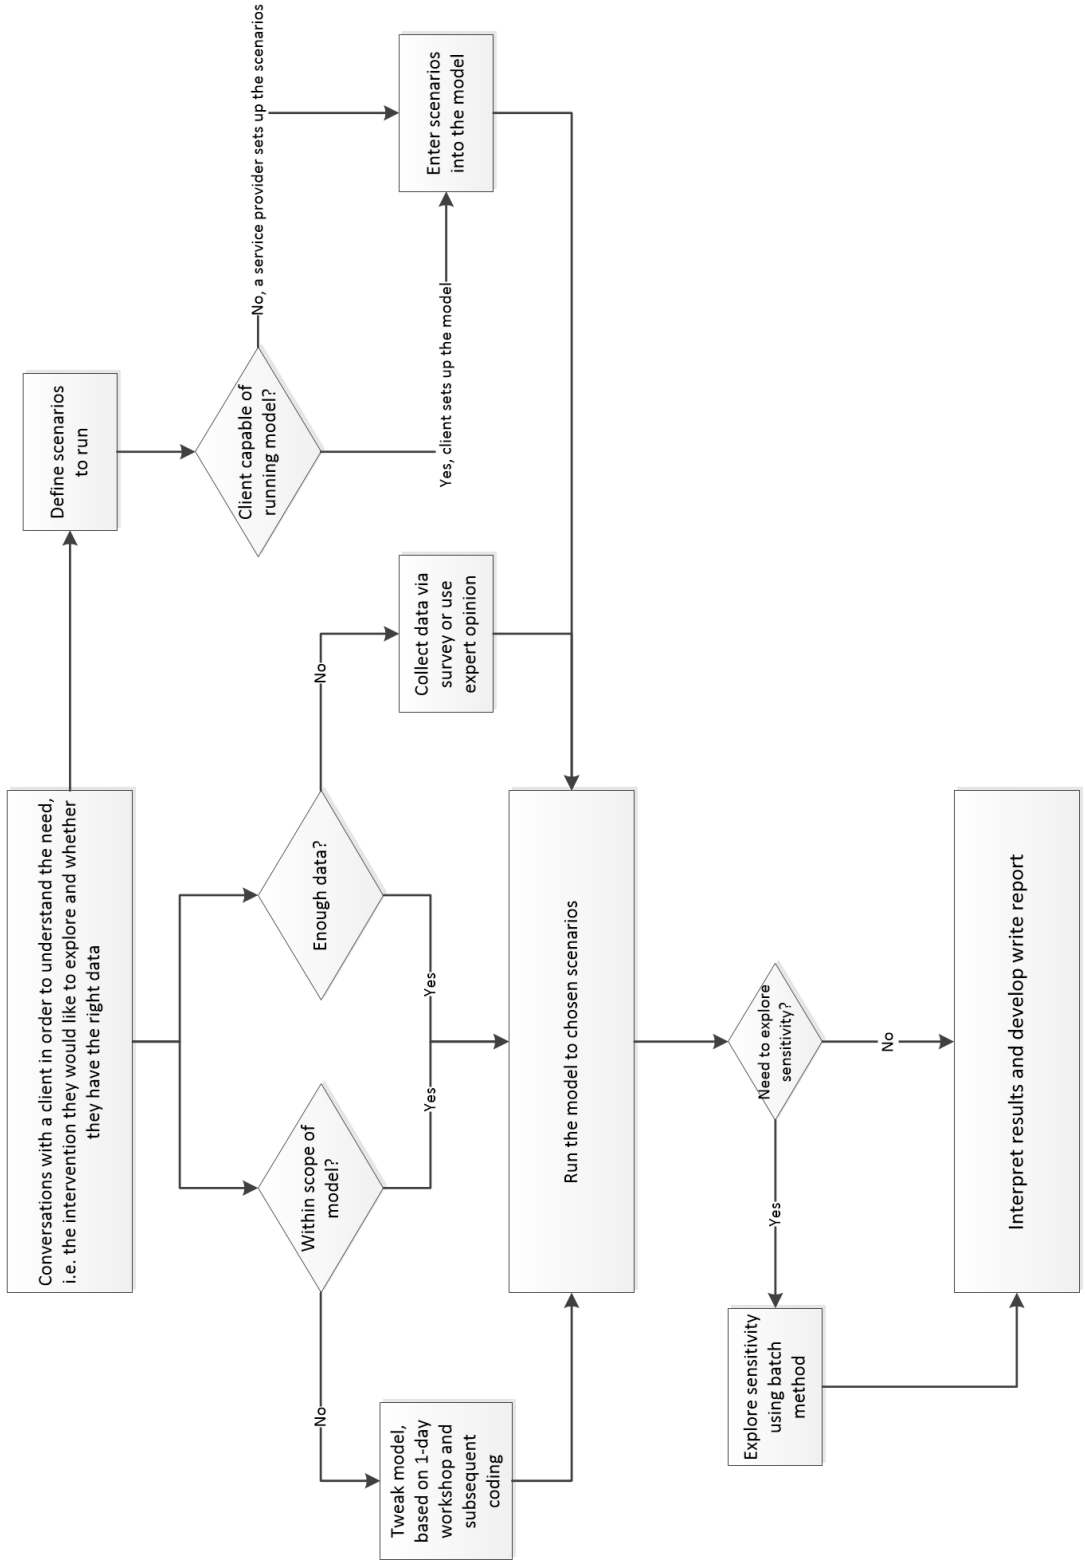 Conversations with a client in order to understand the need,
i.e. the intervention they would like to explore and whether
they have the right data
Define scenarios
to run
Within scope of
model?
Enough data?
Client capable of
running model?
No
Yes
Yes
No
Yes, client sets up the model
No, a service provider sets up the scenarios
Tweak model,
based on 1-day
workshop and
subsequent
coding
Collect data via
survey or use
expert opinion
Enter scenarios
into the model
Run the model to chosen scenarios
Need to explore
sensitivity?
Yes
No
Explore sensitivity
using batch
method
Interpret results and develop write report